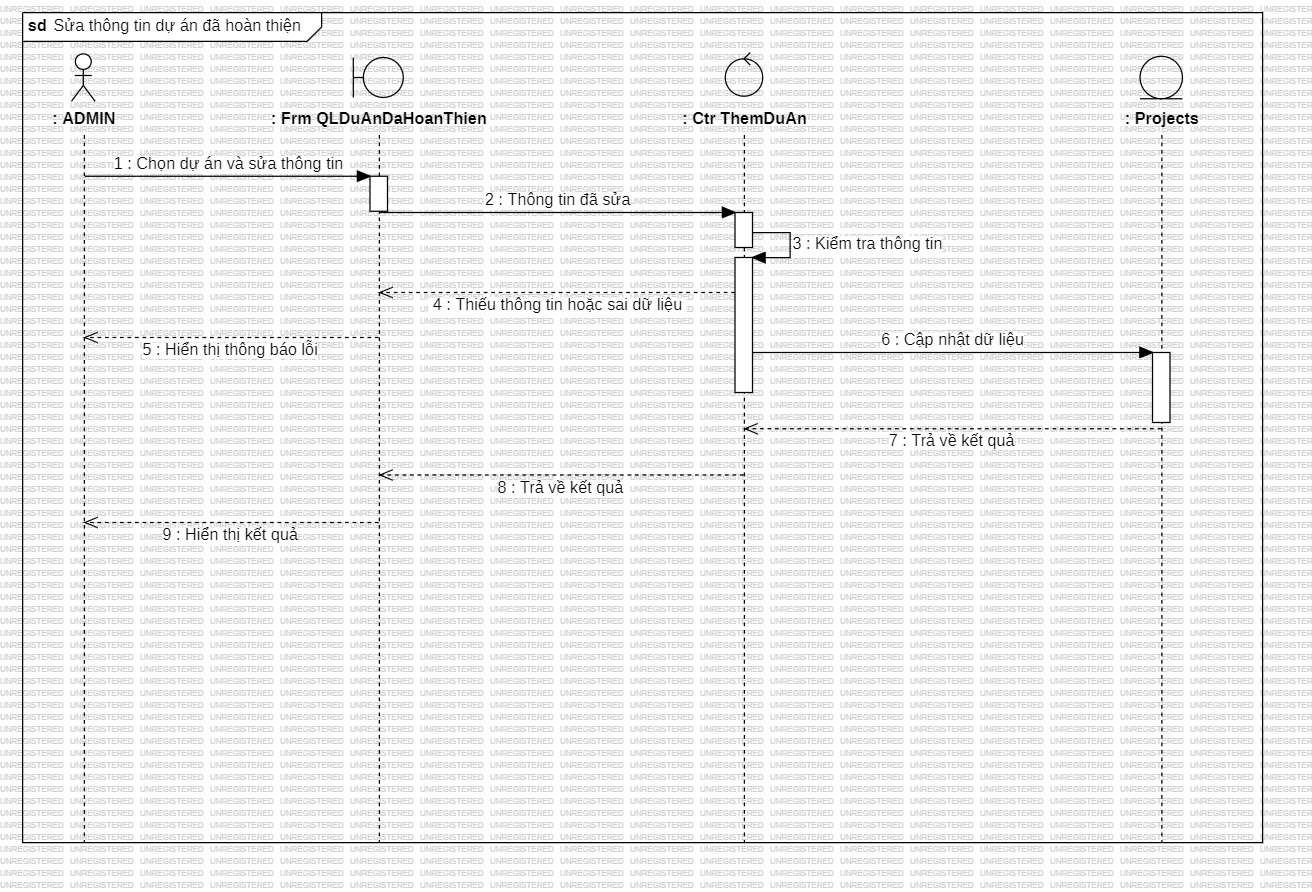 sd Sửa thông tin dự án đã hoàn thiện
: ADMIN
: Frm QLDuAnDaHoanThien
: Ctr ThemDuAn
: Projects
1 : Chọn dự án và sửa thông tin
2 : Thông tin đã sửa
3 : Kiểm tra thông tin
4 : Thiếu thông tin hoặc sai dữ liệu
5 : Hiển thị thông báo lỗi
6 : Cập nhật dữ liệu
7 : Trả về kết quả
8 : Trả về kết quả
9 : Hiển thị kết quả
UNREGISTERED